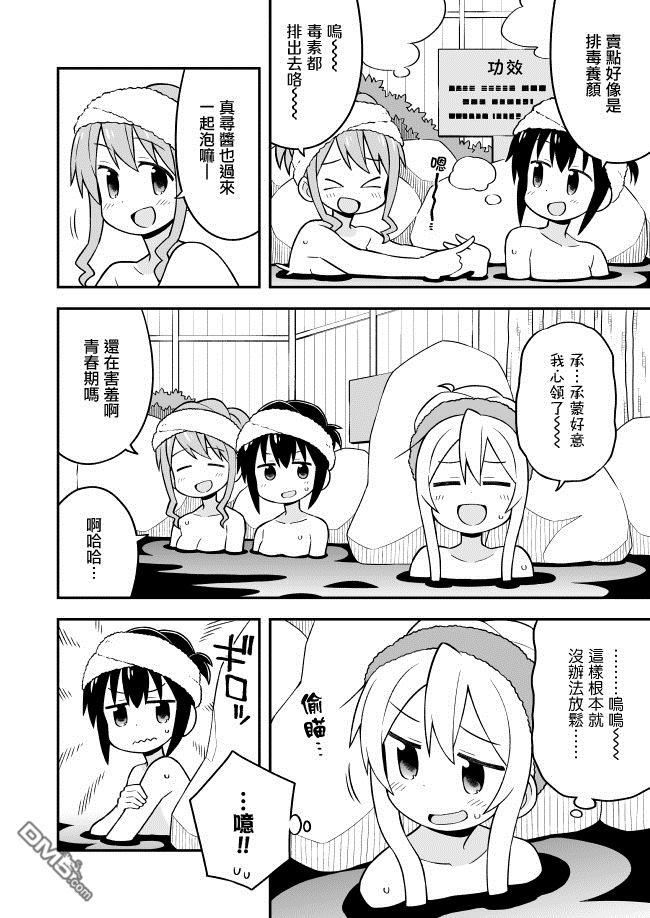 賣點好像是
排毒養顏
功效
嗚～
毒素都
排出去咯
～～
嗯…
真尋醬也過來
一起泡嘛—
承…承蒙好意
我心領了～～
還在害羞啊
青春期嗎
啊哈哈…
…………嗚嗚～
這樣根本就
沒辦法放鬆……
偷瞄
…噫!!
ギロッ
DM5